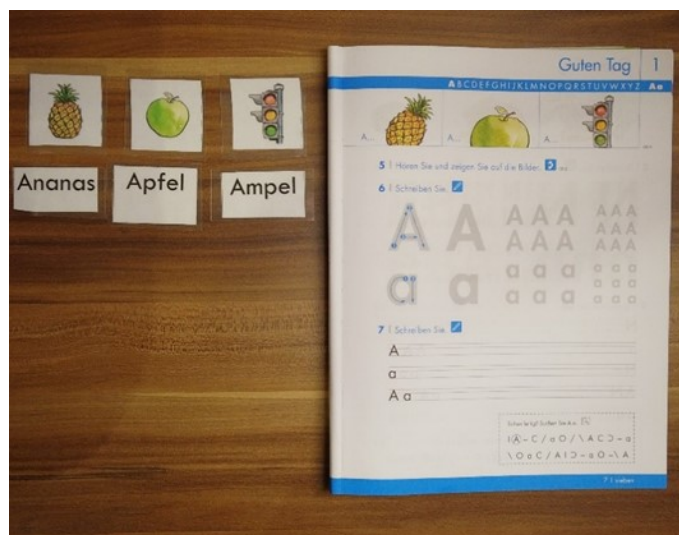 Ananas
Apfel
Ampel
Guten Tag 1
ABCDEFGHIJKLMNOPQRSTUVWXYZ Aa
A...
A...
A...
5 | Hören Sie und zeigen Sie auf die Bilder.
6 | Schreiben Sie.
A A A A A A A A
A A A A A A
a a a a a a a a
a a a a a a
a a a
7 | Schreiben Sie.
A
a
A a
7 | sieben